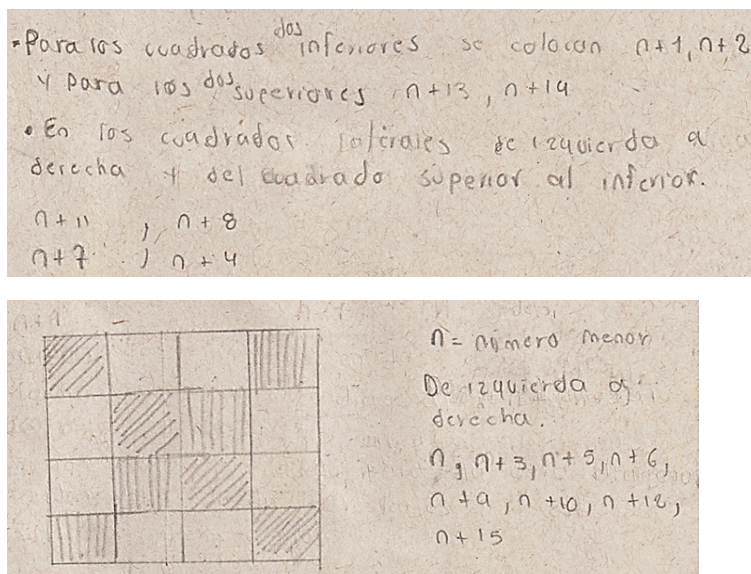 •Para los cuadrados dos inferiores se colocan n+1, n+2
y para los dos superiores n+13, n+14
• En los cuadrados laterales de izquierda a
derecha y del cuadrado superior al inferior.
n+11 , n+8
n+7 , n+4
n= número menor
De izquierda a
derecha.
n, n+3, n+5, n+6,
n+9, n+10, n+12,
n+15